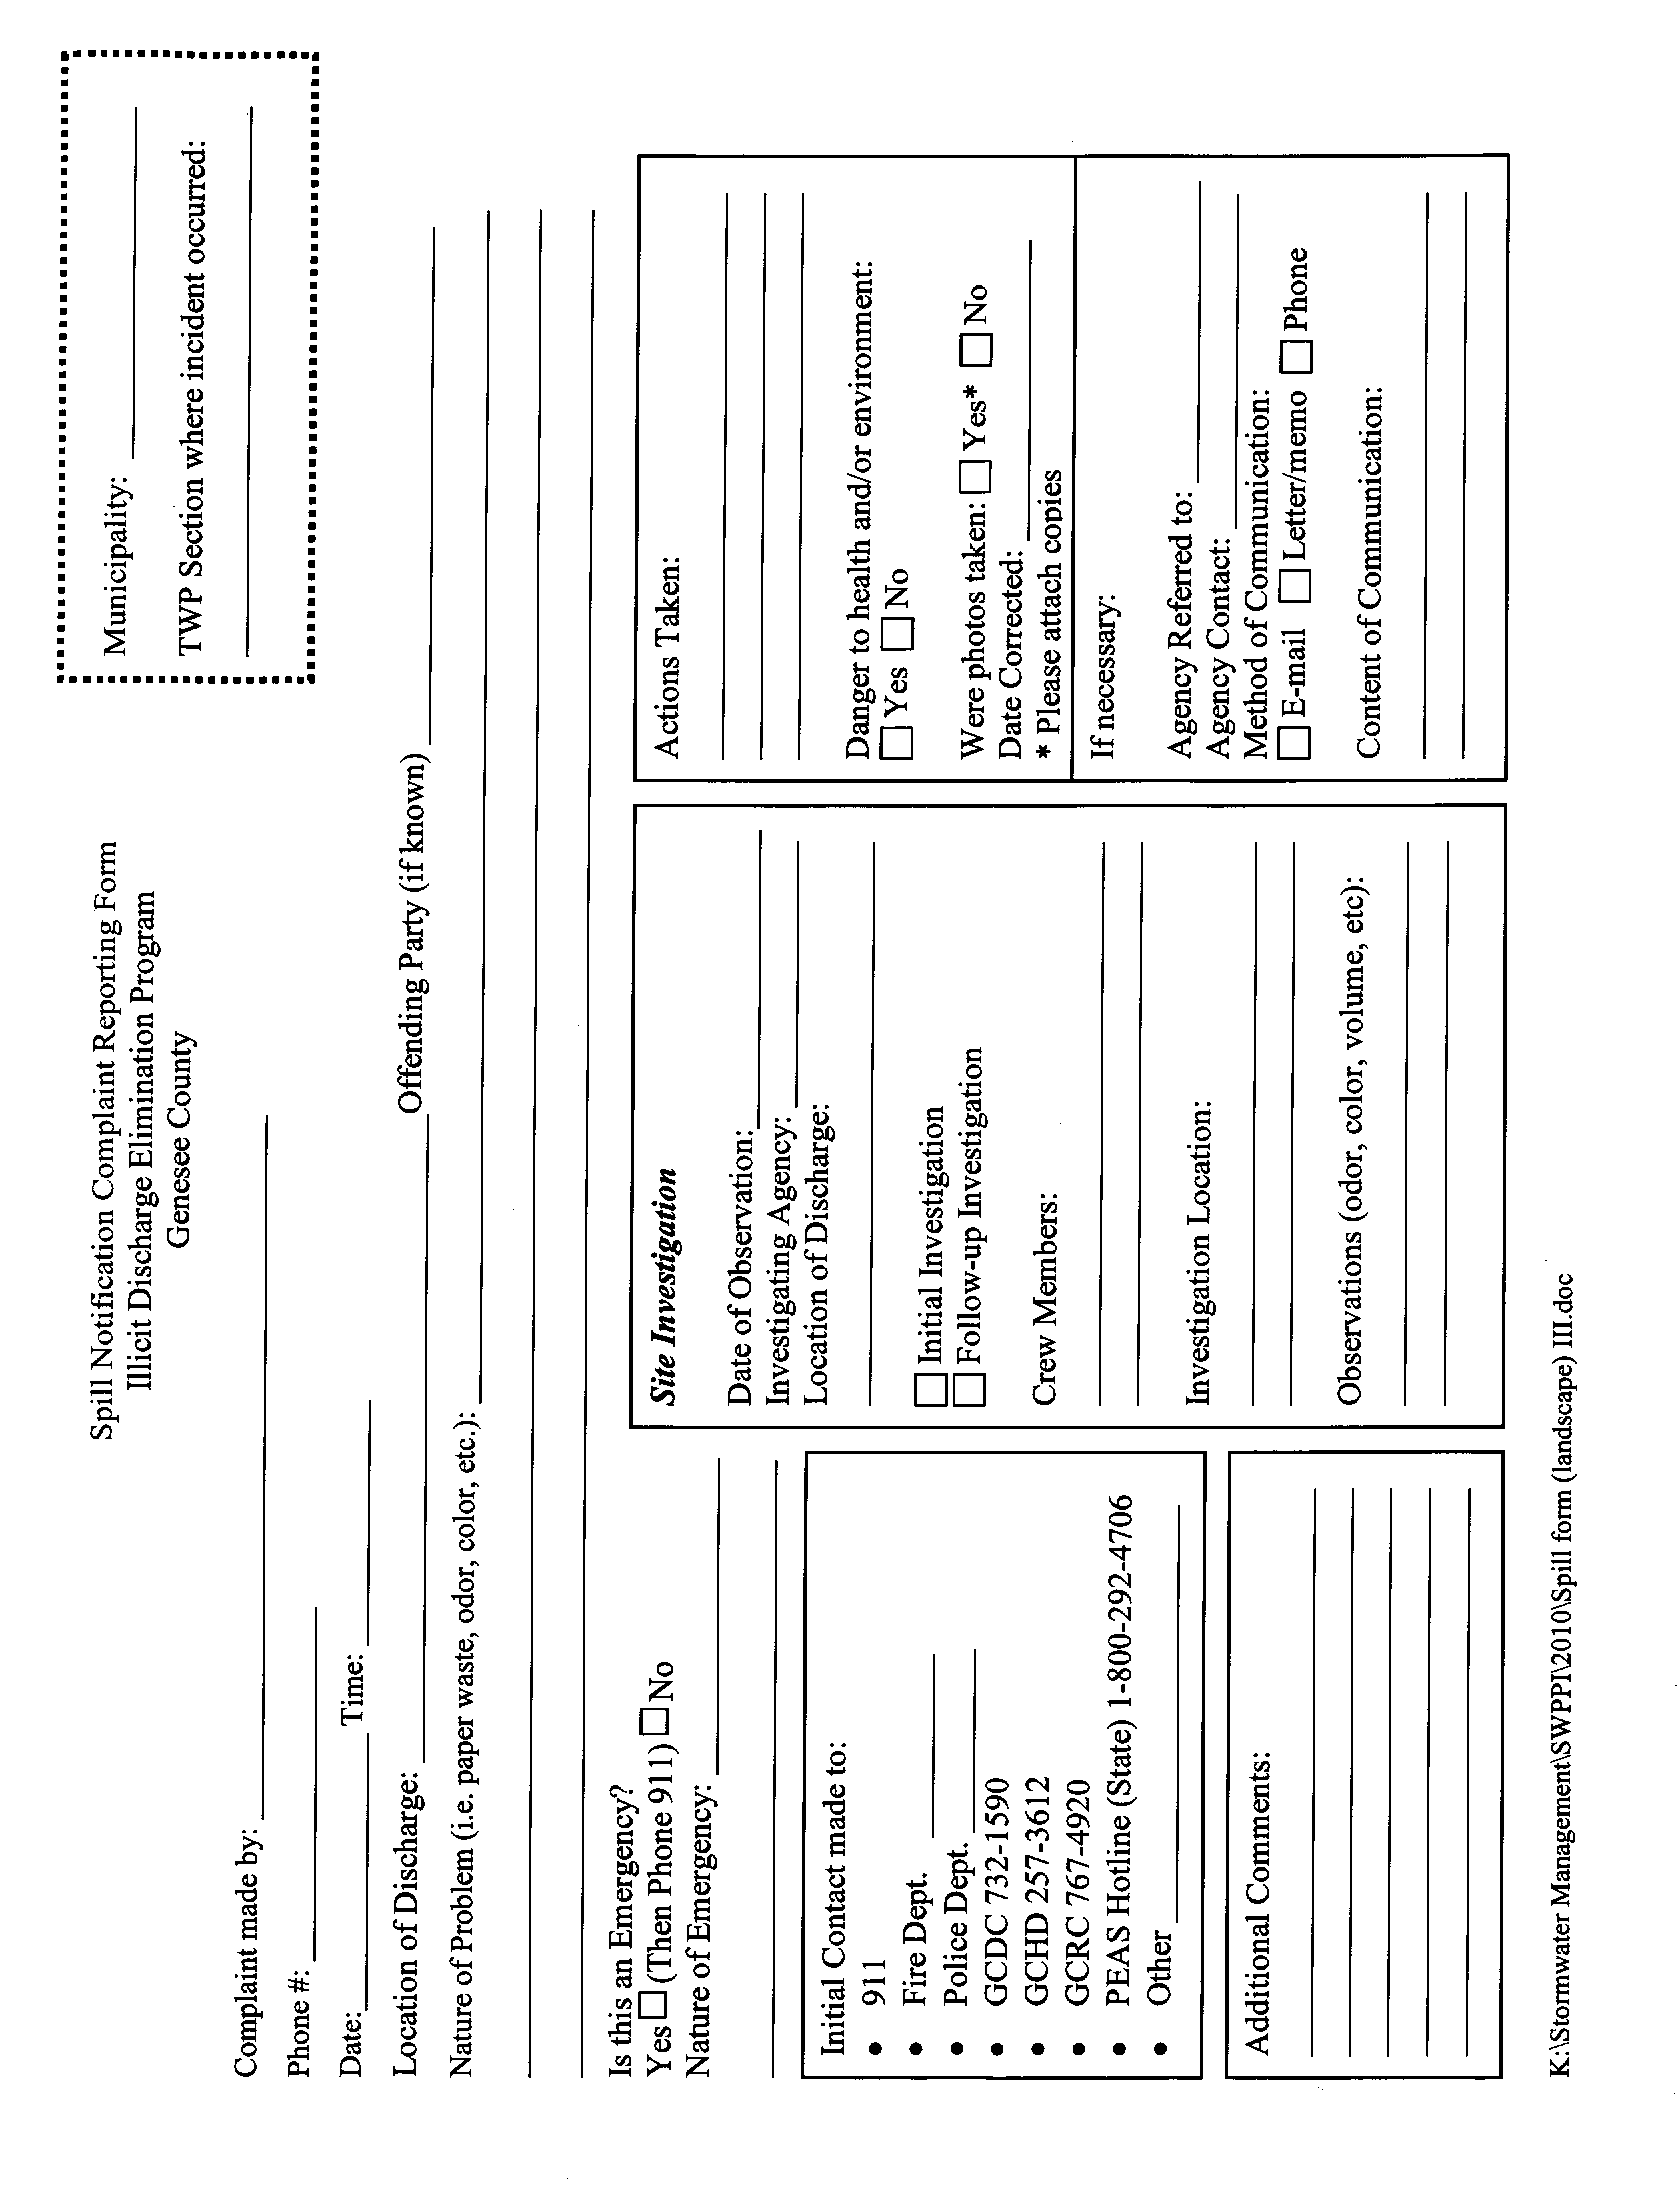 Spill Notification Complaint Reporting Form
Illicit Discharge Elimination Program
Genesee County
Municipality:
TWP Section where incident occurred:
Complaint made by:
Phone #:
Date: Time:
Location of Discharge: Offending Party (if known)
Nature of Problem (i.e. paper waste, odor, color, etc.):
Is this an Emergency?
Yes (Then Phone 911) No
Nature of Emergency:
Initial Contact made to:
• 911
• Fire Dept.
• Police Dept.
• GCDC 732-1590
• GCHD 257-3612
• GCRC 767-4920
• PEAS Hotline (State) 1-800-292-4706
• Other
Additional Comments:
Site Investigation
Date of Observation:
Investigating Agency:
Location of Discharge:
Initial Investigation
Follow-up Investigation
Crew Members:
Investigation Location:
Observations (odor, color, volume, etc):
Actions Taken:
Danger to health and/or environment:
Yes No
Were photos taken: Yes* No
Date Corrected:
* Please attach copies
If necessary:
Agency Referred to:
Agency Contact:
Method of Communication:
E-mail Letter/memo Phone
Content of Communication:
K:\Stormwater Management\SWPPI\2010\Spill form (landscape) III.doc